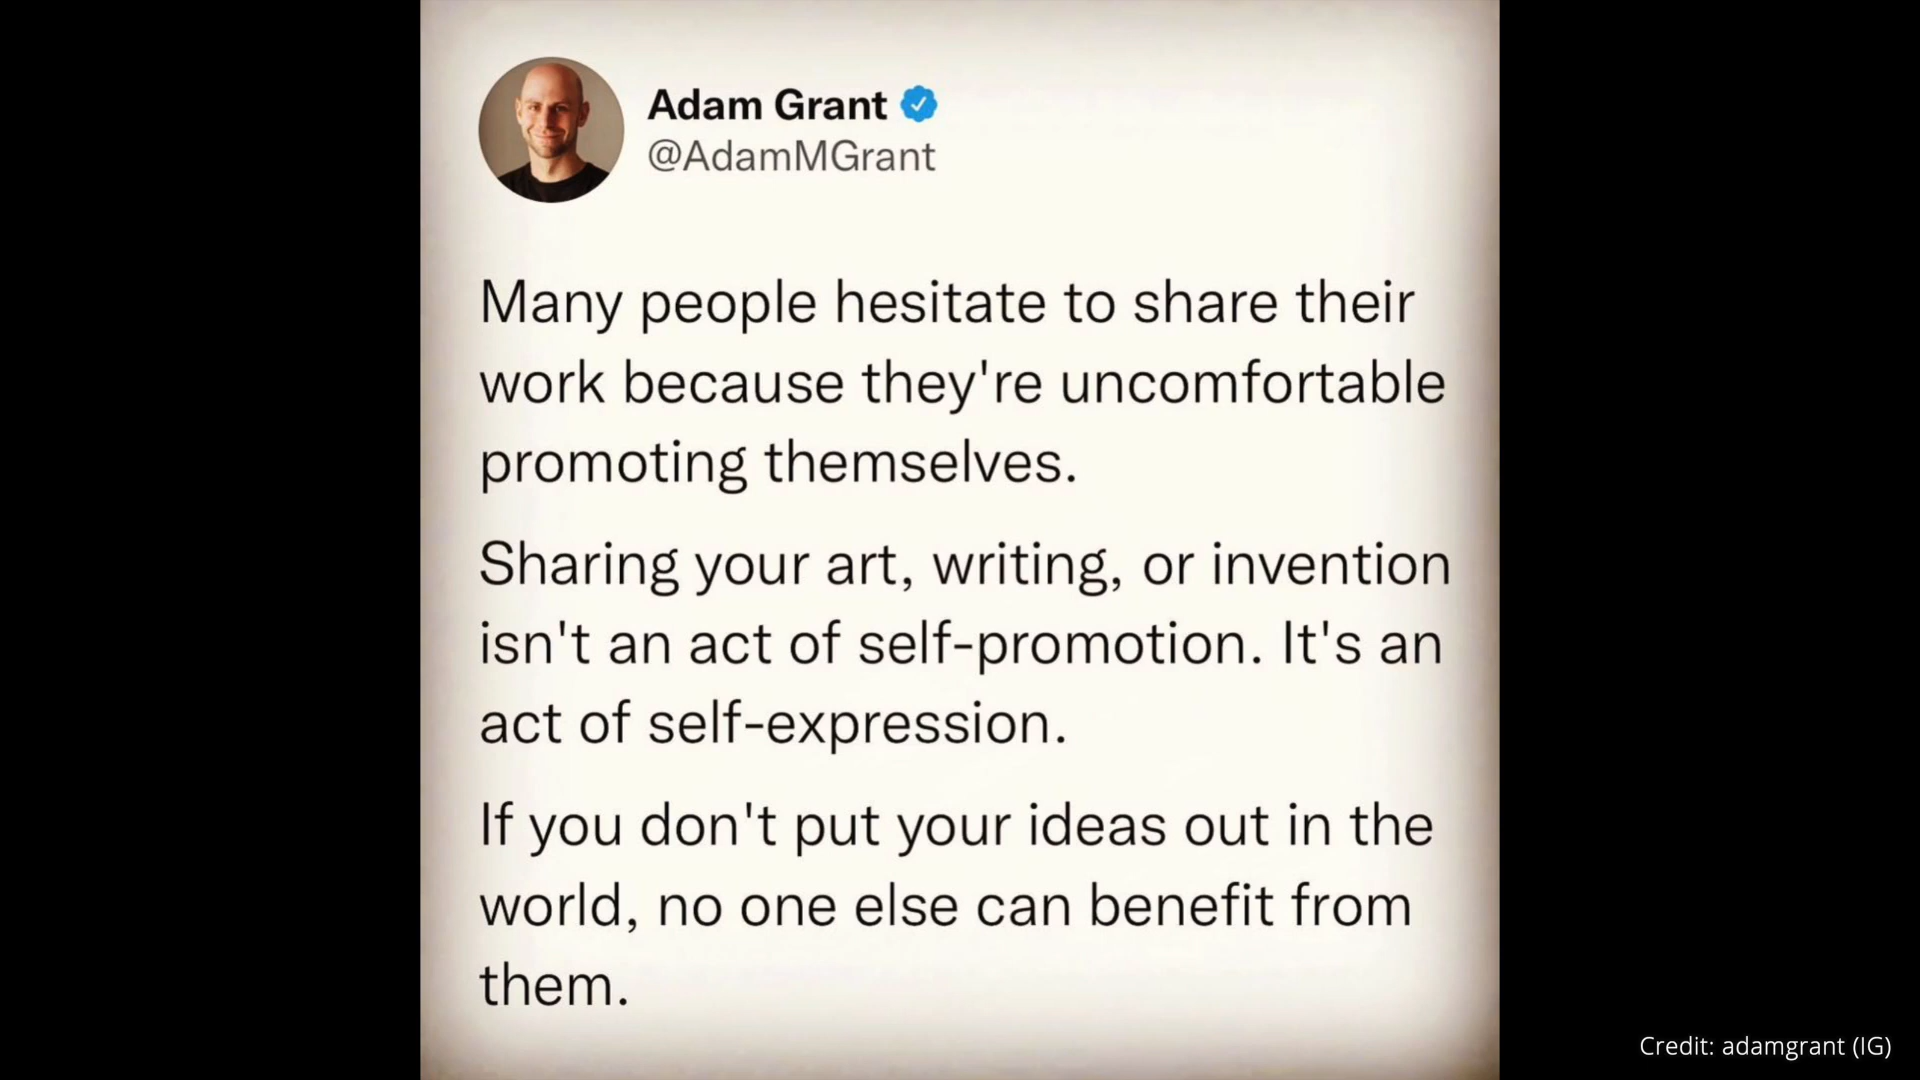 Adam Grant
@AdamMGrant
Many people hesitate to share their
work because they're uncomfortable
promoting themselves.
Sharing your art, writing, or invention
isn't an act of self-promotion. It's an
act of self-expression.
If you don't put your ideas out in the
world, no one else can benefit from
them.
Credit: adamgrant (IG)